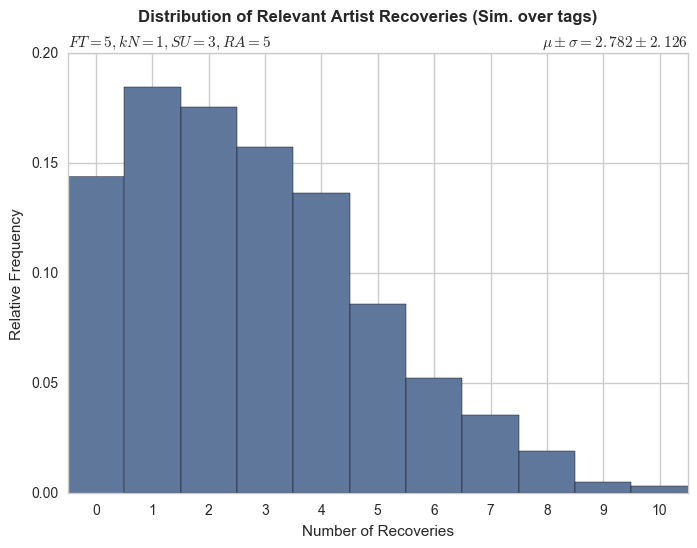 Distribution of Relevant Artist Recoveries (Sim. over tags)
FT = 5, kN = 1, SU = 3, RA = 5
μ ± σ = 2.782 ± 2.126
0.20
0.15
0.10
0.05
0.00
Relative Frequency
0 1 2 3 4 5 6 7 8 9 10
Number of Recoveries